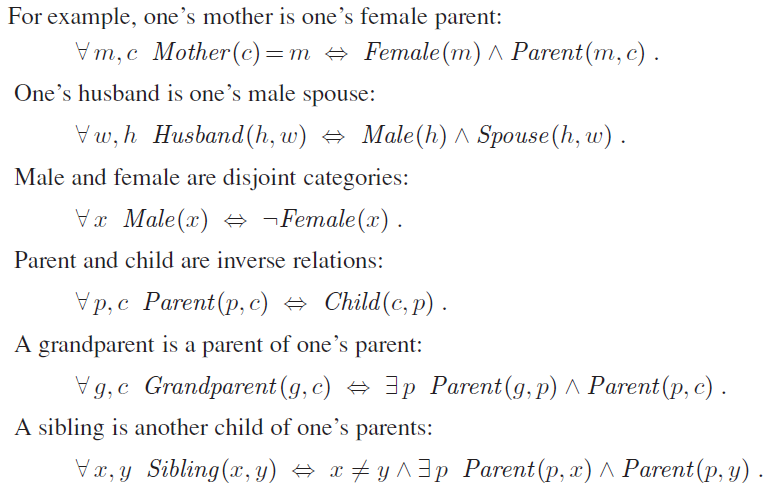 For example, one’s mother is one’s female parent:
∀ m, c Mother(c) = m ⇔ Female(m) ∧ Parent(m, c) .
One’s husband is one’s male spouse:
∀ w, h Husband(h, w) ⇔ Male(h) ∧ Spouse(h, w) .
Male and female are disjoint categories:
∀ x Male(x) ⇔ ¬Female(x) .
Parent and child are inverse relations:
∀ p, c Parent(p, c) ⇔ Child(c, p) .
A grandparent is a parent of one’s parent:
∀ g, c Grandparent(g, c) ⇔ ∃ p Parent(g, p) ∧ Parent(p, c) .
A sibling is another child of one’s parents:
∀ x, y Sibling(x, y) ⇔ x ≠ y ∧ ∃ p Parent(p, x) ∧ Parent(p, y) .